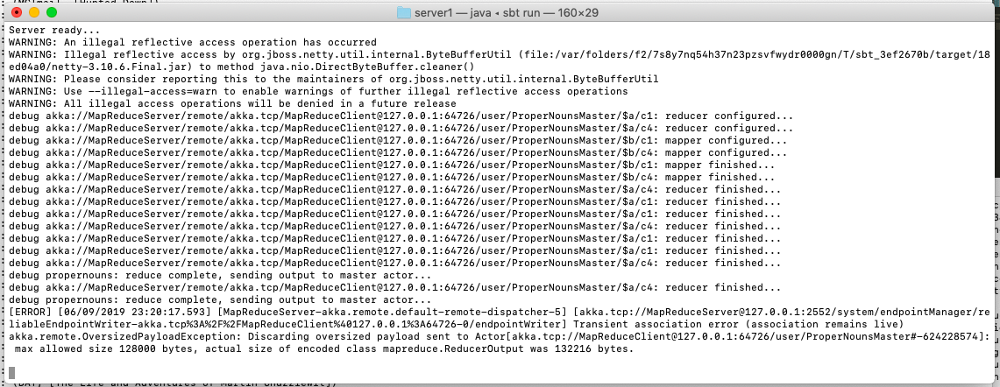 server1 — java ◂ sbt run — 160×29
Server ready...
WARNING: An illegal reflective access operation has occurred
WARNING: Illegal reflective access by org.jboss.netty.util.internal.ByteBufferUtil (file:/var/folders/f2/7s8y7nq54h37n23pzsvfwydr0000gn/T/sbt_3ef2670b/target/18
ed04a0/netty-3.10.6.Final.jar) to method java.nio.DirectByteBuffer.cleaner()
WARNING: Please consider reporting this to the maintainers of org.jboss.netty.util.internal.ByteBufferUtil
WARNING: Use --illegal-access=warn to enable warnings of further illegal reflective access operations
WARNING: All illegal access operations will be denied in a future release
debug akka://MapReduceServer/remote/akka.tcp/MapReduceClient@127.0.0.1:64726/user/ProperNounsMaster/$a/c1: reducer configured...
debug akka://MapReduceServer/remote/akka.tcp/MapReduceClient@127.0.0.1:64726/user/ProperNounsMaster/$a/c4: reducer configured...
debug akka://MapReduceServer/remote/akka.tcp/MapReduceClient@127.0.0.1:64726/user/ProperNounsMaster/$b/c1: mapper configured...
debug akka://MapReduceServer/remote/akka.tcp/MapReduceClient@127.0.0.1:64726/user/ProperNounsMaster/$b/c4: mapper configured...
debug akka://MapReduceServer/remote/akka.tcp/MapReduceClient@127.0.0.1:64726/user/ProperNounsMaster/$b/c1: mapper finished...
debug akka://MapReduceServer/remote/akka.tcp/MapReduceClient@127.0.0.1:64726/user/ProperNounsMaster/$b/c4: mapper finished...
debug akka://MapReduceServer/remote/akka.tcp/MapReduceClient@127.0.0.1:64726/user/ProperNounsMaster/$a/c4: reducer finished...
debug akka://MapReduceServer/remote/akka.tcp/MapReduceClient@127.0.0.1:64726/user/ProperNounsMaster/$a/c1: reducer finished...
debug akka://MapReduceServer/remote/akka.tcp/MapReduceClient@127.0.0.1:64726/user/ProperNounsMaster/$a/c1: reducer finished...
debug akka://MapReduceServer/remote/akka.tcp/MapReduceClient@127.0.0.1:64726/user/ProperNounsMaster/$a/c4: reducer finished...
debug akka://MapReduceServer/remote/akka.tcp/MapReduceClient@127.0.0.1:64726/user/ProperNounsMaster/$a/c1: reducer finished...
debug akka://MapReduceServer/remote/akka.tcp/MapReduceClient@127.0.0.1:64726/user/ProperNounsMaster/$a/c1: reducer finished...
debug akka://MapReduceServer/remote/akka.tcp/MapReduceClient@127.0.0.1:64726/user/ProperNounsMaster/$a/c4: reducer finished...
debug propernouns: reduce complete, sending output to master actor...
debug akka://MapReduceServer/remote/akka.tcp/MapReduceClient@127.0.0.1:64726/user/ProperNounsMaster/$a/c4: reducer finished...
debug propernouns: reduce complete, sending output to master actor...
[ERROR] [06/09/2019 23:20:17.593] [MapReduceServer-akka.remote.default-remote-dispatcher-5] [akka.tcp://MapReduceServer@127.0.0.1:2552/system/endpointManager/re
liableEndpointWriter-akka.tcp%3A%2F%2FMapReduceClient%40127.0.0.1%3A64726-0/endpointWriter] Transient association error (association remains live)
akka.remote.OversizedPayloadException: Discarding oversized payload sent to Actor[akka.tcp://MapReduceClient@127.0.0.1:64726/user/ProperNounsMaster#-624228574]:
 max allowed size 128000 bytes, actual size of encoded class mapreduce.ReducerOutput was 132216 bytes.